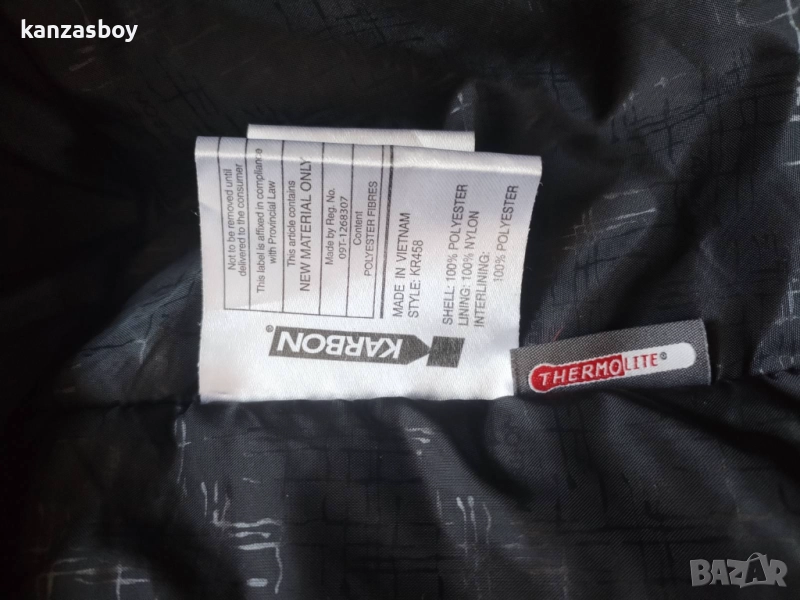 kanzasboy
Not to be removed until
delivered to the consumer
This label is affixed in compliance
with Provincial Law
This article contains
NEW MATERIAL ONLY
Made by Reg. No.
09T-1268307
Content
POLYESTER FIBRES
MADE IN VIETNAM
STYLE: KR458
SHELL: 100% POLYESTER
LINING: 100% NYLON
INTERLINING:
100% POLYESTER
KARBON®
THERMOLITE®
BAZAR